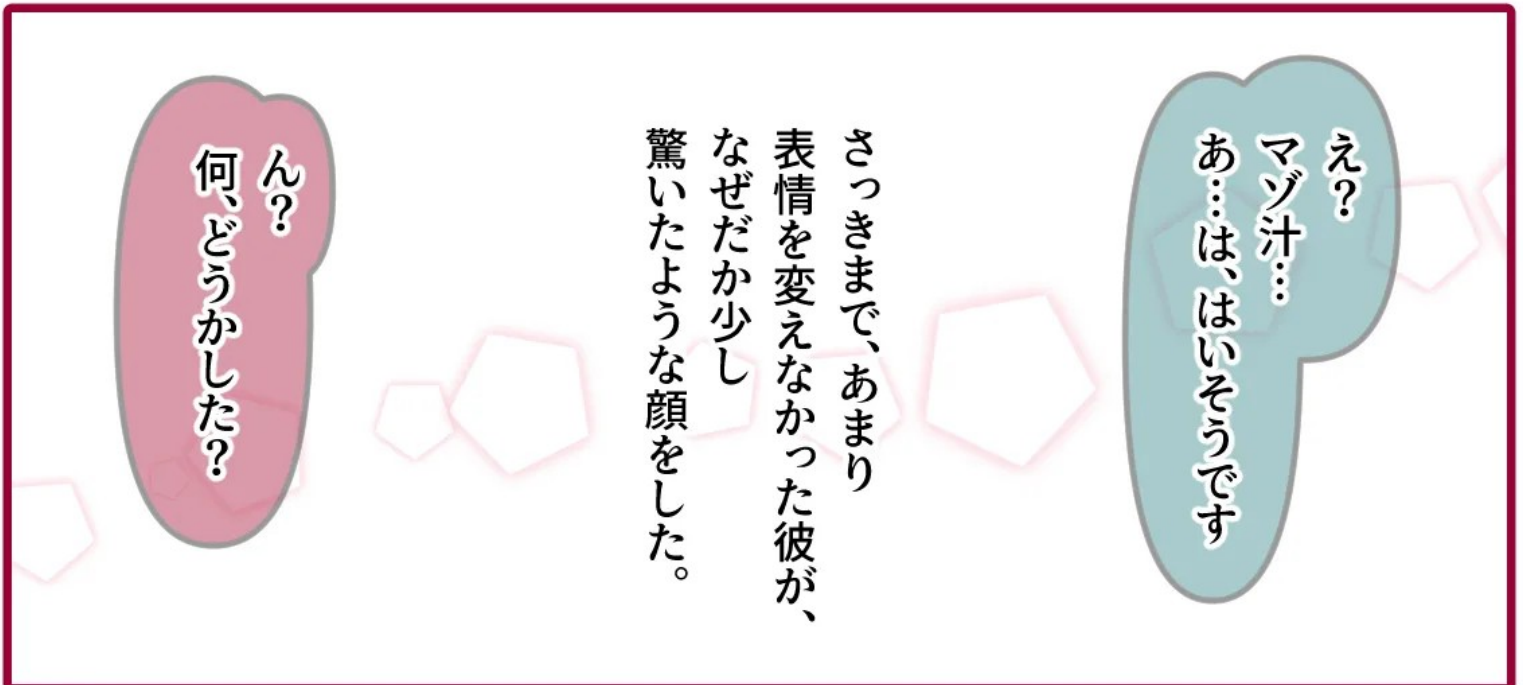 え？
マゾ汁…
あ…は、はいそうです
さっきまで、あまり
表情を変えなかった彼が、
なぜだか少し
驚いたような顔をした。
ん？
何、どうかした？